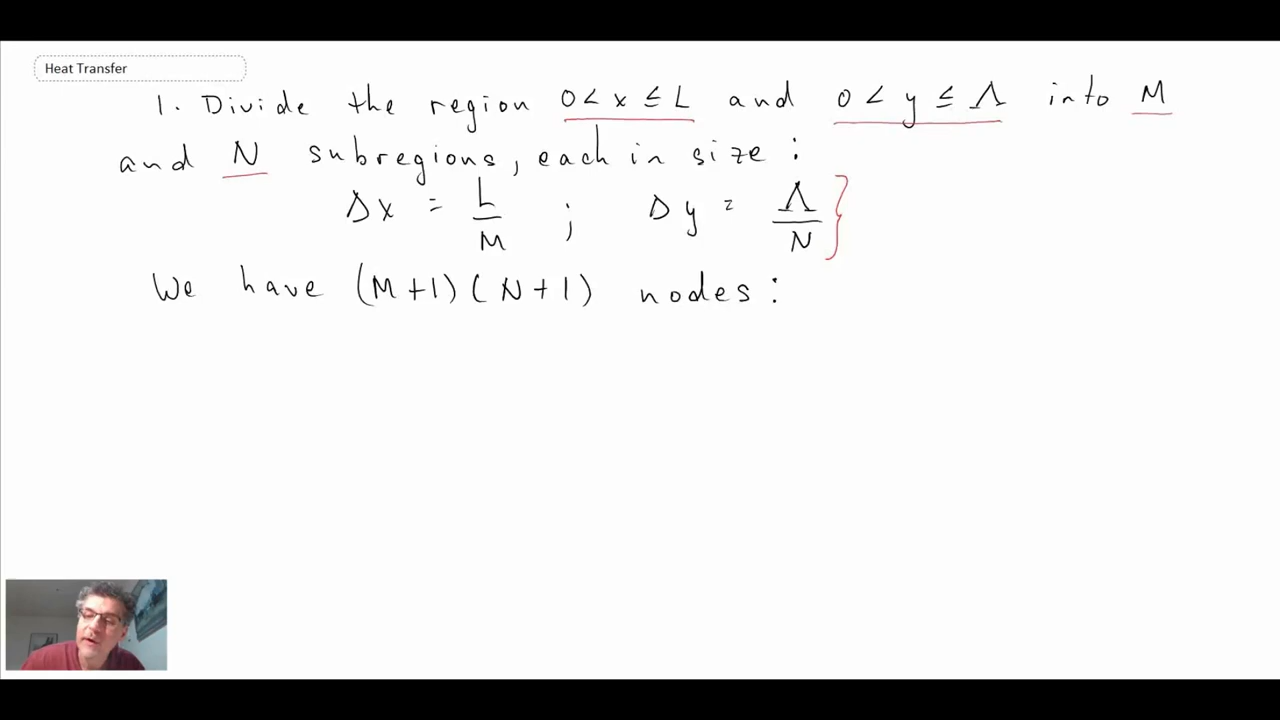 Heat Transfer
1. Divide the region 0 < x ≤ L and 0 < y ≤ Λ into M
and N subregions, each in size :
Δx = L/M ; Δy = Λ/N
We have (M+1)(N+1) nodes :